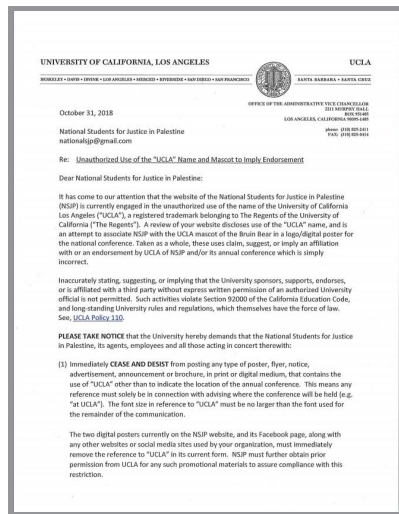 UNIVERSITY OF CALIFORNIA, LOS ANGELES
UCLA
BERKELEY • DAVIS • IRVINE • LOS ANGELES • MERCED • RIVERSIDE • SAN DIEGO • SAN FRANCISCO
SANTA BARBARA • SANTA CRUZ
OFFICE OF THE ADMINISTRATIVE VICE CHANCELLOR
2211 MURPHY HALL
BOX 951405
LOS ANGELES, CALIFORNIA 90095-1405
phone: (310) 825-2411
FAX: (310) 825-0414
October 31, 2018
National Students for Justice in Palestine
nationalsjp@gmail.com
Re: Unauthorized Use of the "UCLA" Name and Mascot to Imply Endorsement
Dear National Students for Justice in Palestine:
It has come to our attention that the website of the National Students for Justice in Palestine
(NSJP) is currently engaged in the unauthorized use of the name of the University of California
Los Angeles ("UCLA"), a registered trademark belonging to The Regents of the University of
California ("The Regents"). A review of your website discloses use of the "UCLA" name, and is
an attempt to associate NSJP with the UCLA mascot of the Bruin Bear in a logo/digital poster for
the national conference. Taken as a whole, these uses claim, suggest, or imply an affiliation
with or an endorsement by UCLA of NSJP and/or its annual conference which is simply
incorrect.
Inaccurately stating, suggesting, or implying that the University sponsors, supports, endorses,
or is affiliated with a third party without express written permission of an authorized University
official is not permitted. Such activities violate Section 92000 of the California Education Code,
and long-standing University rules and regulations, which themselves have the force of law.
See, UCLA Policy 110.
PLEASE TAKE NOTICE that the University hereby demands that the National Students for Justice
in Palestine, its agents, employees and all those acting in concert therewith:
(1) Immediately CEASE AND DESIST from posting any type of poster, flyer, notice,
advertisement, announcement or brochure, in print or digital medium, that contains the
use of "UCLA" other than to indicate the location of the annual conference. This means any
reference must solely be in connection with advising where the conference will be held (e.g.
"at UCLA"). The font size in reference to "UCLA" must be no larger than the font used for
the remainder of the communication.
The two digital posters currently on the NSJP website, and its Facebook page, along with
any other websites or social media sites used by your organization, must immediately
remove the reference to "UCLA" in its current form. NSJP must further obtain prior
permission from UCLA for any such promotional materials to assure compliance with this
restriction.